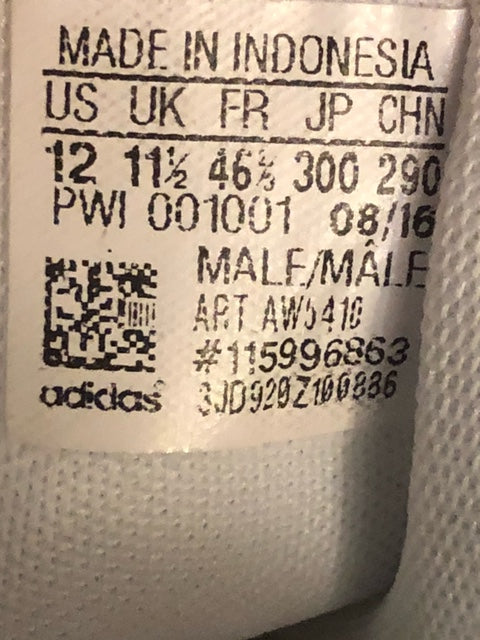 MADE IN INDONESIA
US UK FR JP CHN
12 11½ 46⅔ 300 290
PWI 001001 08/16
MALE/MÂLE
ART AW5410
#115996863
3JD920Z100836
adidas